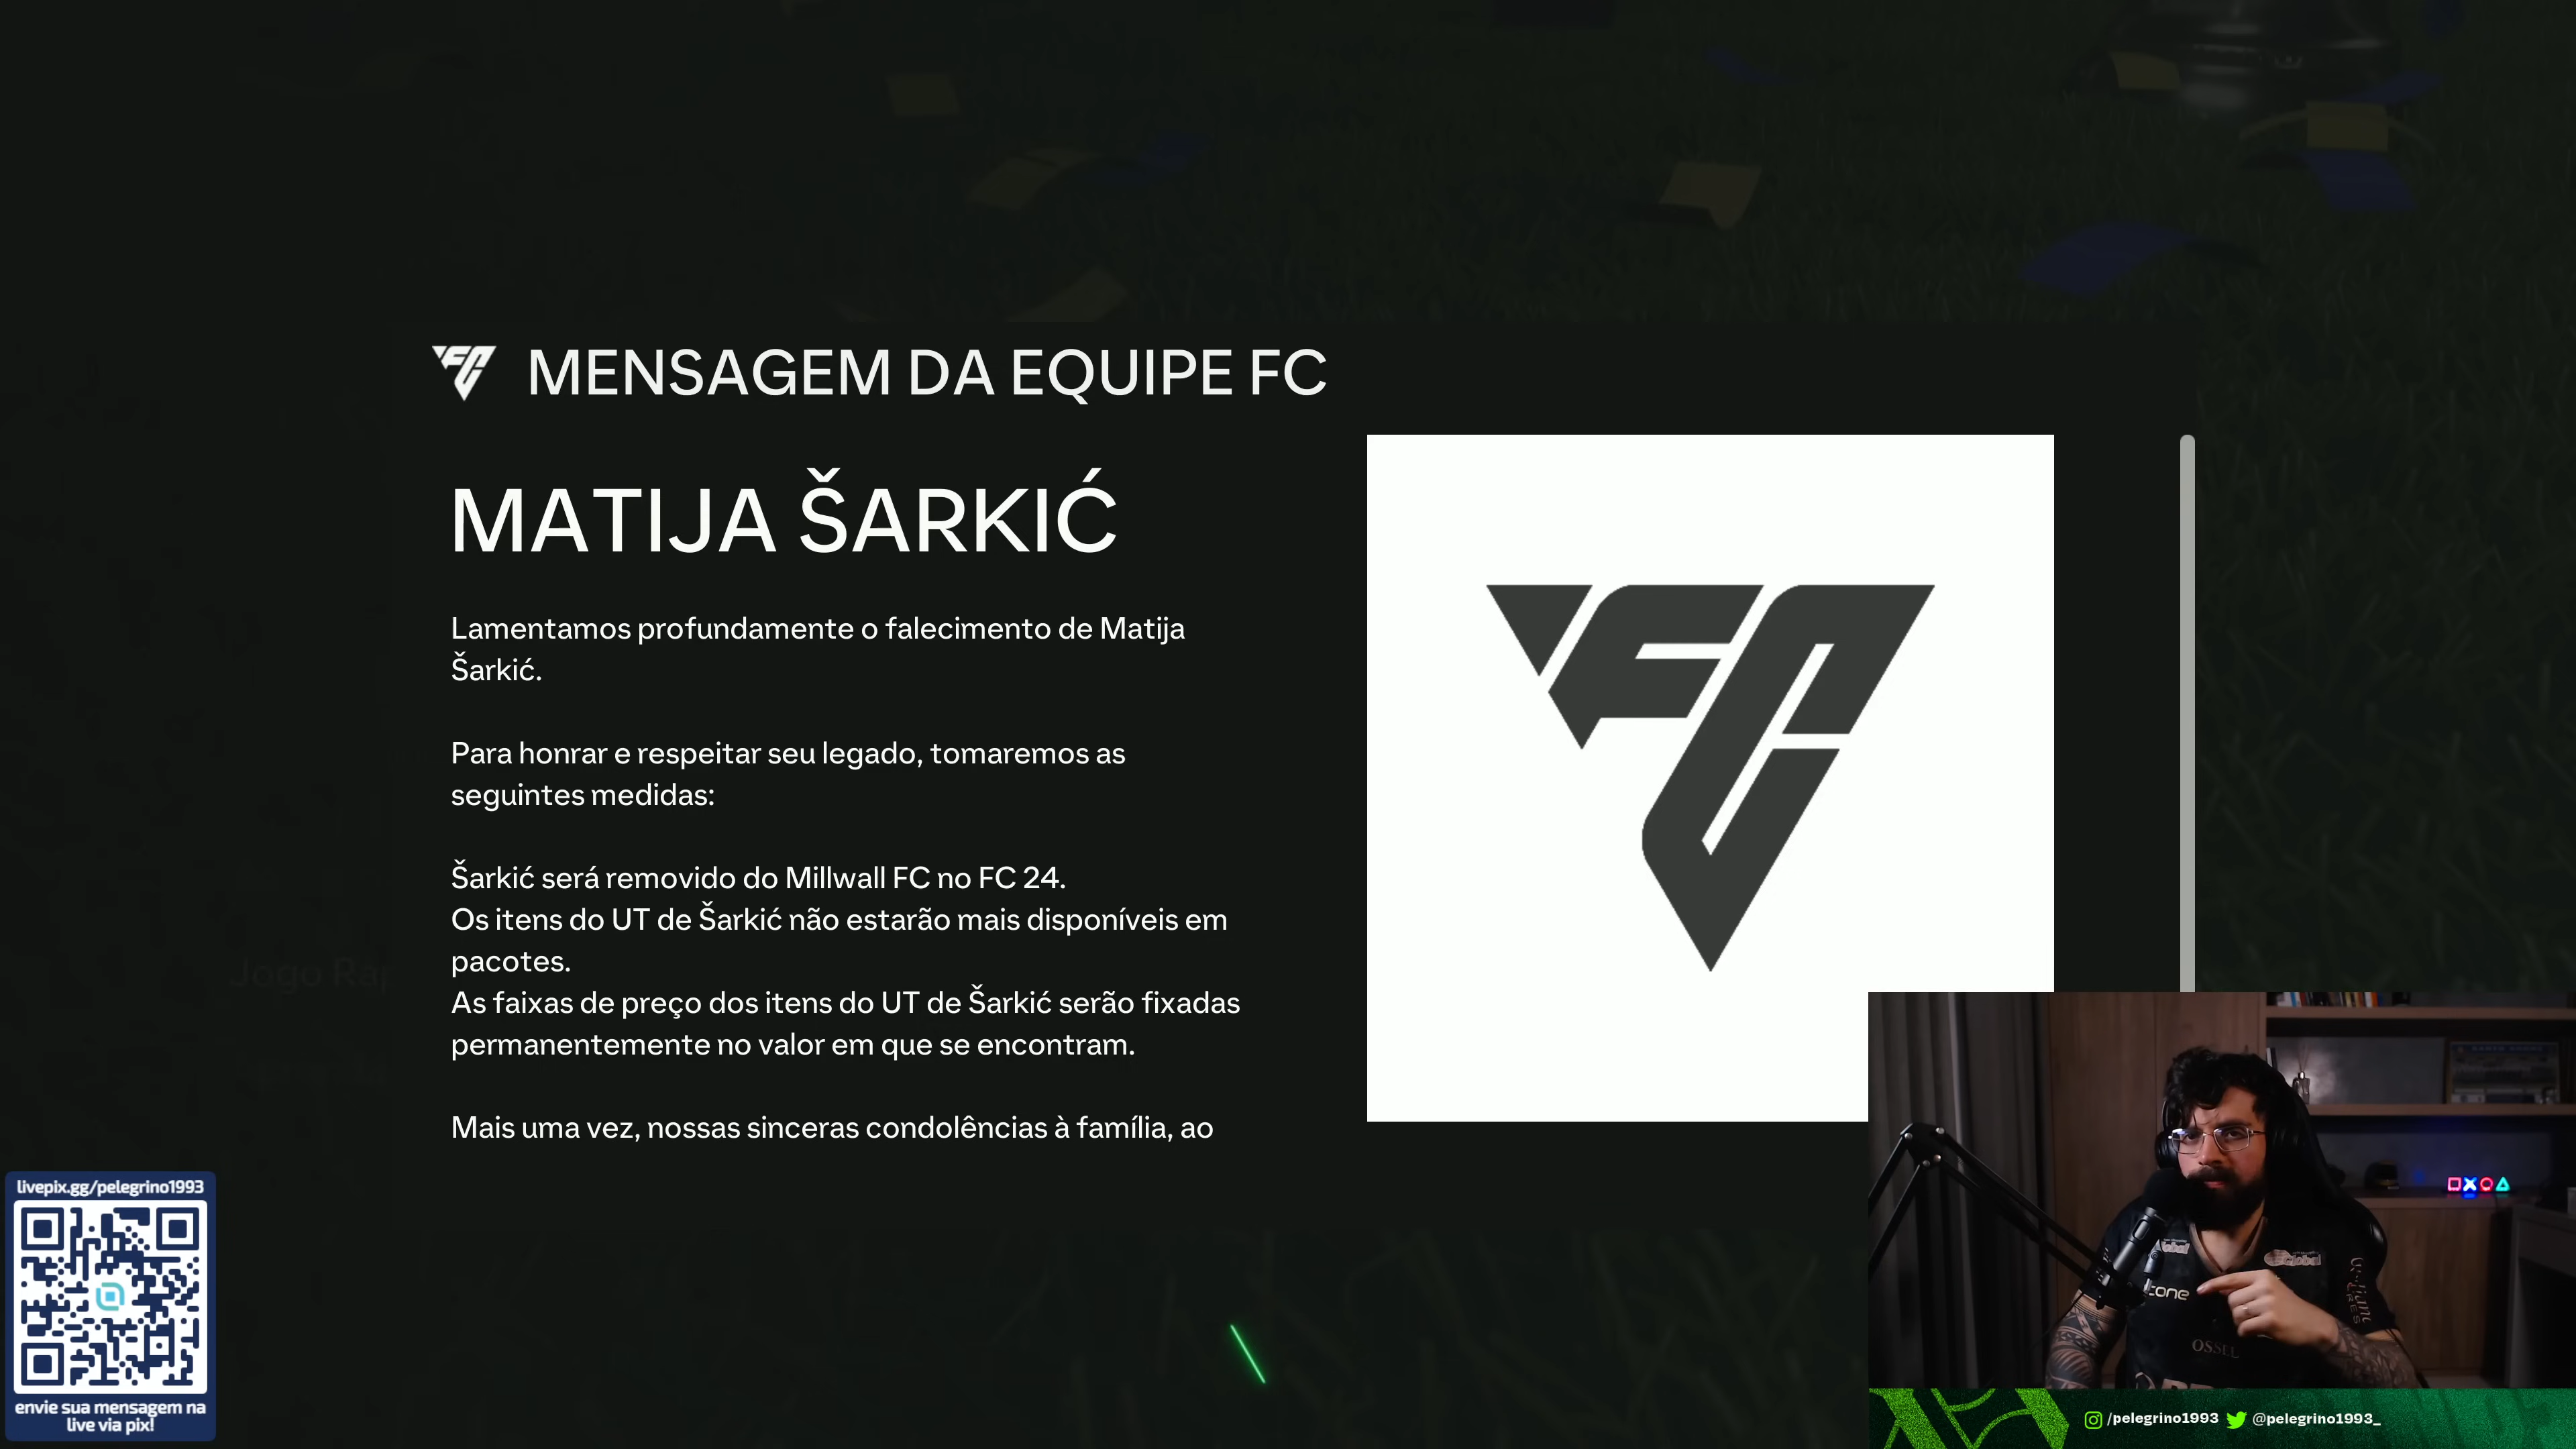 MENSAGEM DA EQUIPE FC
MATIJA ŠARKIĆ
Lamentamos profundamente o falecimento de Matija
Šarkić.
Para honrar e respeitar seu legado, tomaremos as
seguintes medidas:
Šarkić será removido do Millwall FC no FC 24.
Os itens do UT de Šarkić não estarão mais disponíveis em
pacotes.
As faixas de preço dos itens do UT de Šarkić serão fixadas
permanentemente no valor em que se encontram.
Mais uma vez, nossas sinceras condolências à família, ao
Jogo
livepix.gg/pelegrino1993
envie sua mensagem na
live via pix!
OSSEL
/pelegrino1993 @pelegrino1993_